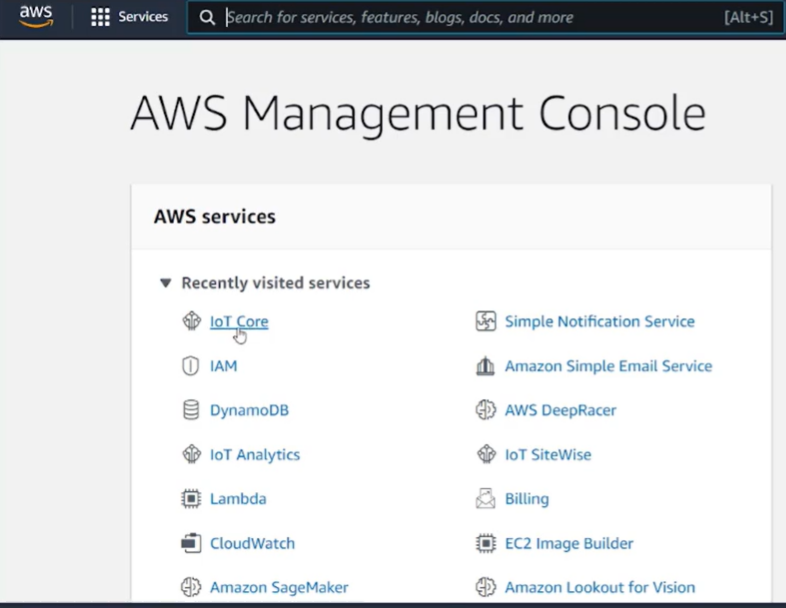 aws Services Search for services, features, blogs, docs, and more [Alt+S]
AWS Management Console
AWS services
Recently visited services
IoT Core
IAM
DynamoDB
IoT Analytics
Lambda
CloudWatch
Amazon SageMaker
Simple Notification Service
Amazon Simple Email Service
AWS DeepRacer
IoT SiteWise
Billing
EC2 Image Builder
Amazon Lookout for Vision